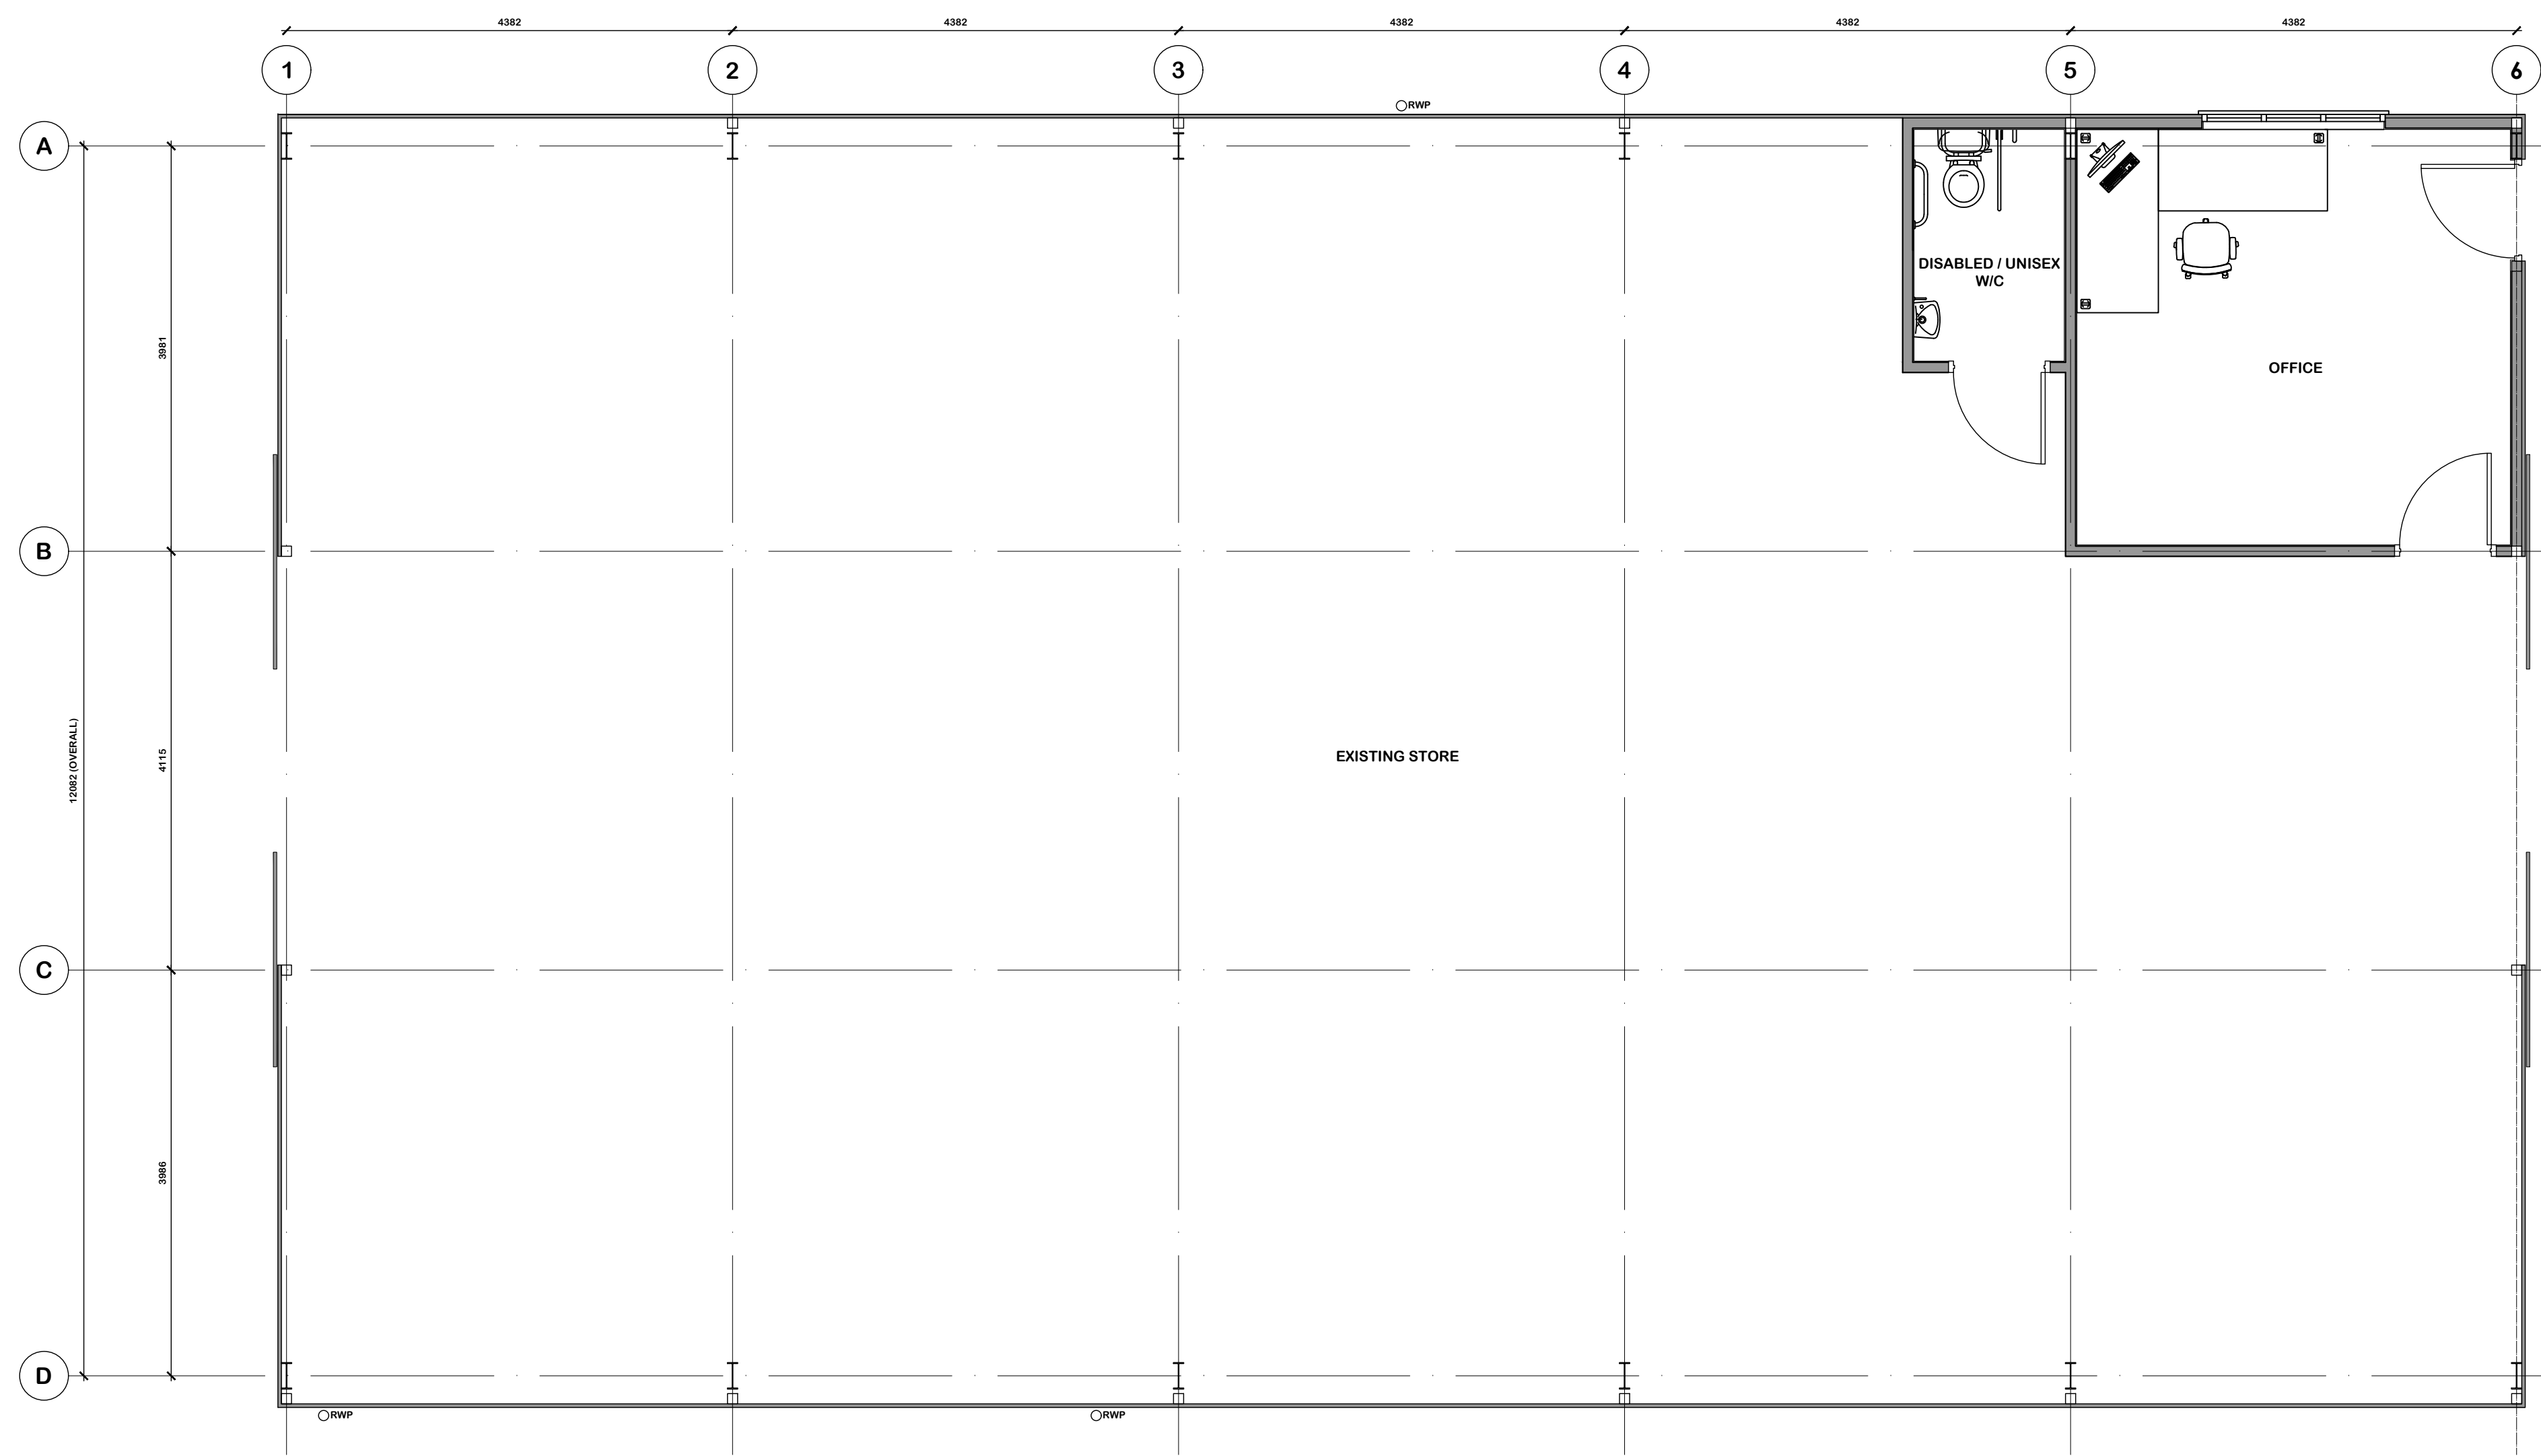 4382 4382 4382 4382 4382
1 2 3 4 5 6
RWP
A
DISABLED / UNISEX
W/C
3981
OFFICE
B
EXISTING STORE
4115
12082 (OVERALL)
C
3986
D
RWP RWP